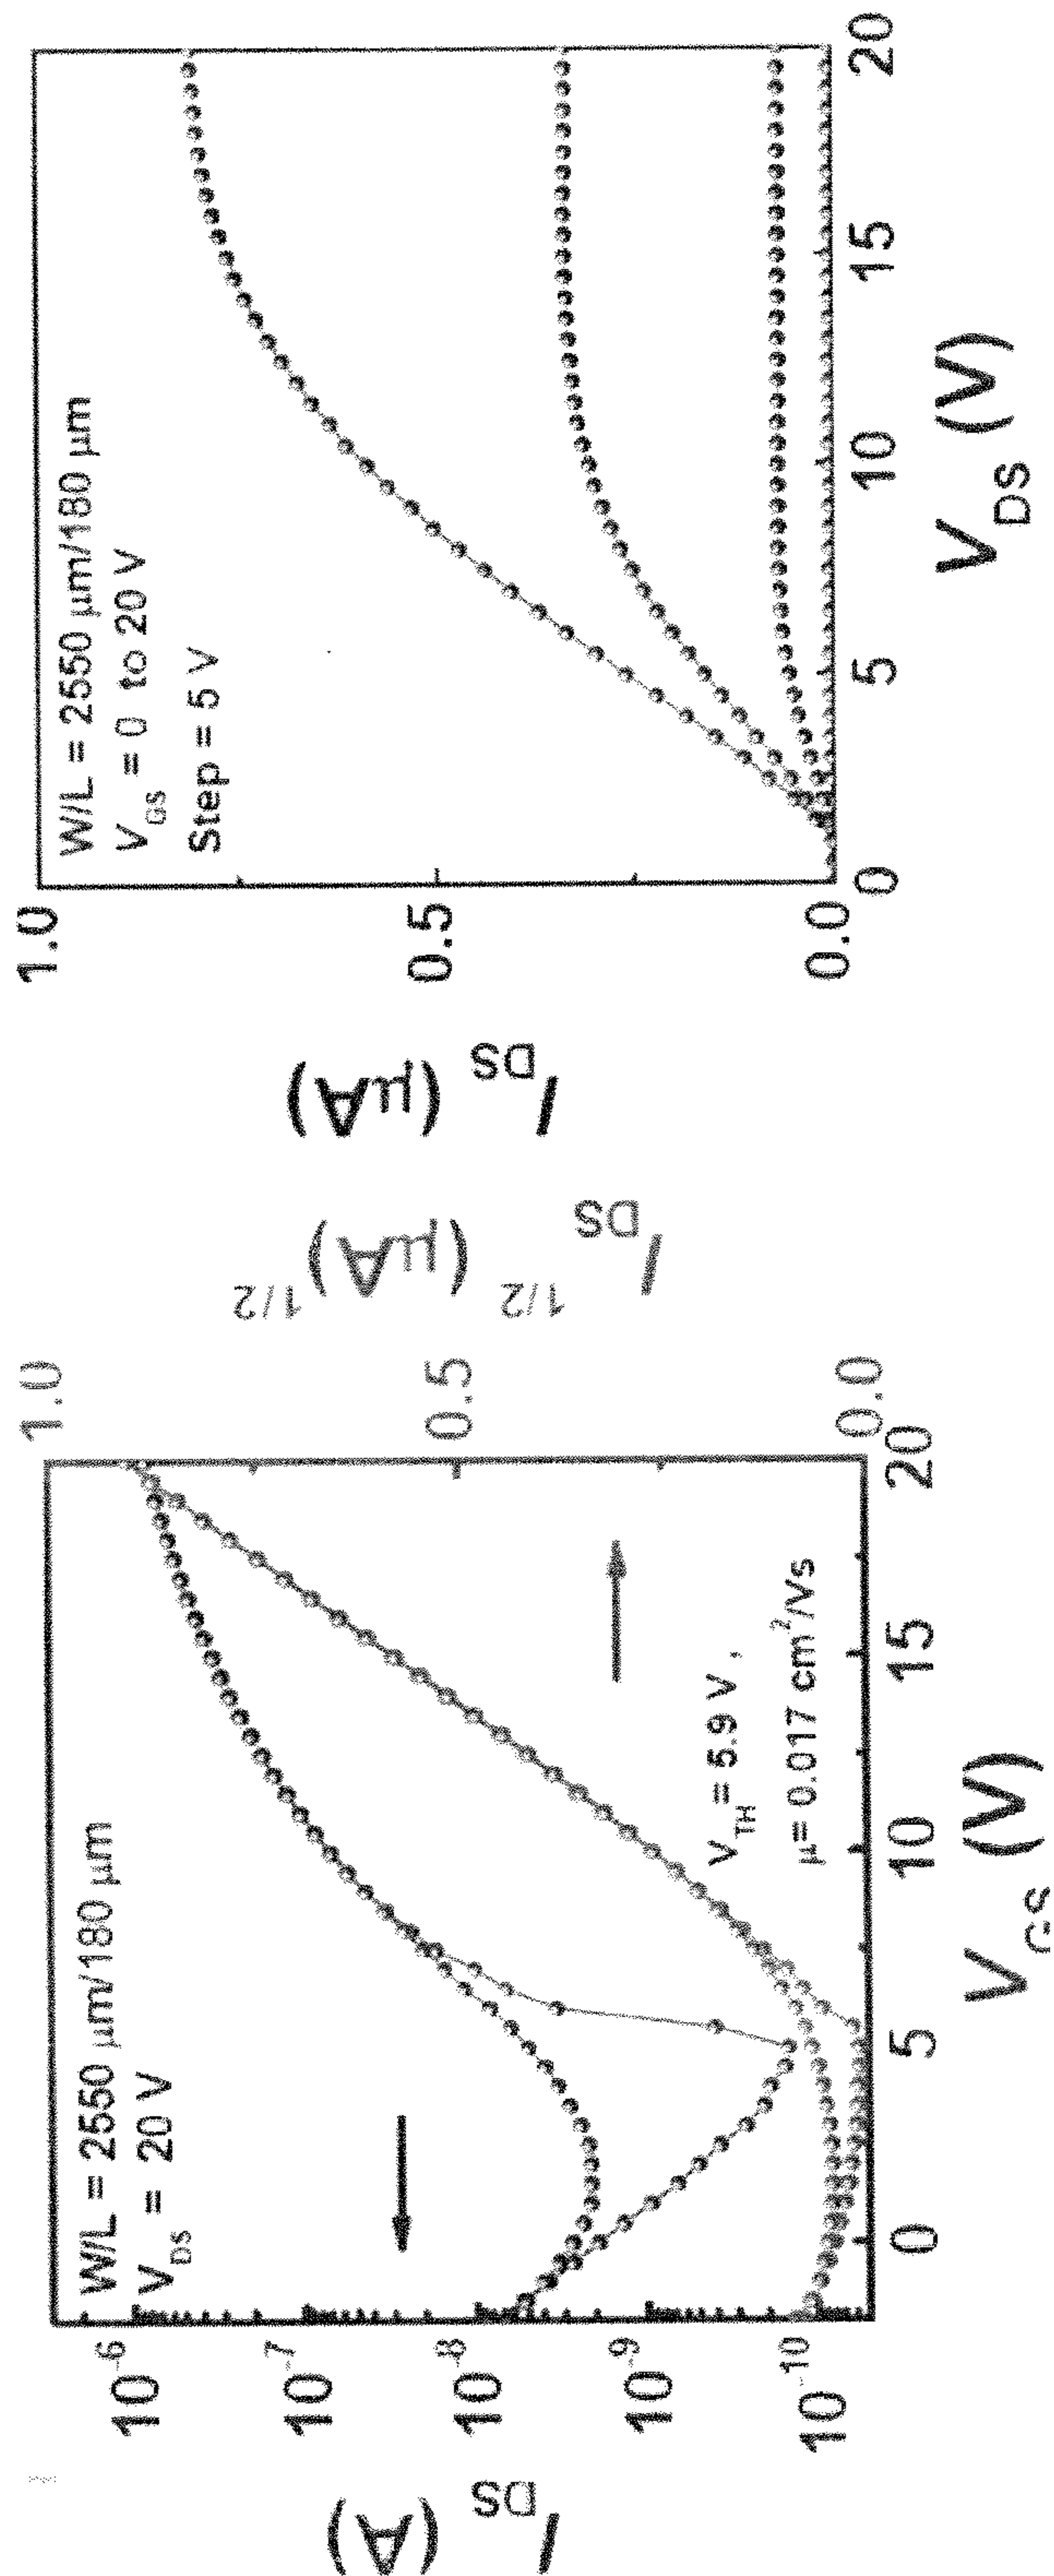 W/L = 2550 μm/180 μm
V_DS = 20 V
V_TH = 5.9 V ,
μ= 0.017 cm²/Vs
10⁻⁶
10⁻⁷
10⁻⁸
10⁻⁹
10⁻¹⁰
I_DS (A)
0
5
10
15
20
V_GS (V)
1.0
0.5
0.0
I_DS^1/2 (μA)^1/2
W/L = 2550 μm/180 μm
V_GS = 0 to 20 V
Step = 5 V
1.0
0.5
0.0
I_DS (μA)
0
5
10
15
20
V_DS (V)